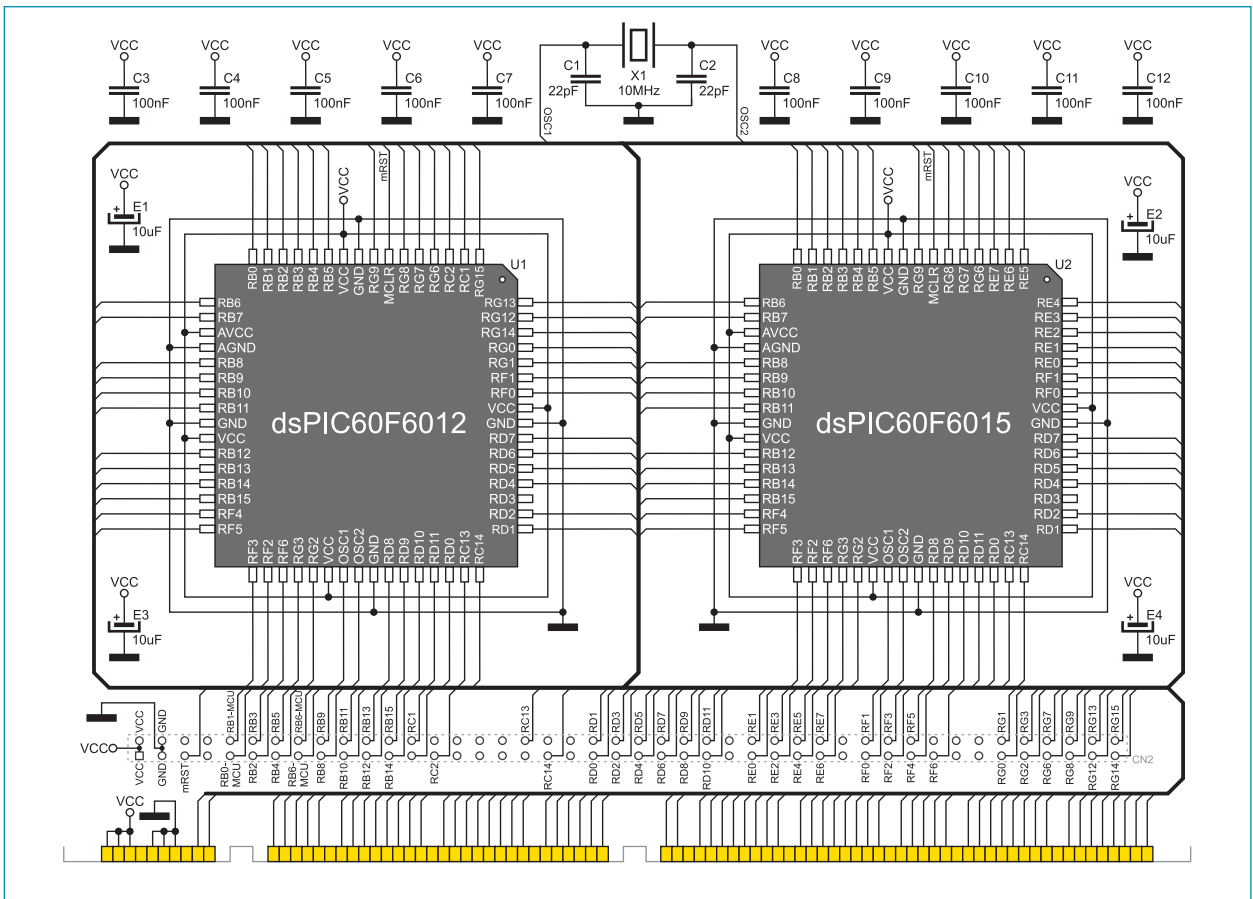 VCC VCC VCC VCC VCC VCC VCC VCC VCC VCC
C3 C4 C5 C6 C7 C1 X1 C2 C8 C9 C10 C11 C12
100nF 100nF 100nF 100nF 100nF 22pF 10MHz 22pF 100nF 100nF 100nF 100nF 100nF
OSC1 OSC2
mRST mRST
VCC VCC VCC VCC
+ E1 + E2
10uF 10uF
U1 U2
RB0 RB1 RB2 RB3 RB4 RB5 VCC GND RG9 MCLR RG8 RG7 RG6 RC2 RC1 RG15
RB6
RB7
AVCC
AGND
RB8
RB9
RB10
RB11
GND
VCC
RB12
RB13
RB14
RB15
RF4
RF5
dsPIC60F6012
RG13
RG12
RG14
RG0
RG1
RF1
RF0
VCC
GND
RD7
RD6
RD5
RD4
RD3
RD2
RD1
RF3 RF2 RF6 RG3 RG2 VCC OSC1 OSC2 GND RD8 RD9 RD10 RD11 RD0 RC13 RC14
RB0 RB1 RB2 RB3 RB4 RB5 VCC GND RG9 MCLR RG8 RG7 RG6 RE7 RE6 RE5
RB6
RB7
AVCC
AGND
RB8
RB9
RB10
RB11
GND
VCC
RB12
RB13
RB14
RB15
RF4
RF5
dsPIC60F6015
RE4
RE3
RE2
RE1
RE0
RF1
RF0
VCC
GND
RD7
RD6
RD5
RD4
RD3
RD2
RD1
RF3 RF2 RF6 RG3 RG2 VCC OSC1 OSC2 GND RD8 RD9 RD10 RD11 RD0 RC13 RC14
VCC VCC
+ E3 + E4
10uF 10uF
VCC GND RB1-MCU RB3 RB5 RB6-MCU RB9 RB11 RB13 RB15 RC1 RC13 RD1 RD3 RD5 RD7 RD9 RD11 RE1 RE3 RE5 RE7 RF1 RF3 RF5 RG1 RG3 RG7 RG9 RG13 RG15
VCC
VCC GND mRST RB0-MCU RB2 RB4 RB6-MCU RB8 RB10 RB12 RB14 RC2 RC14 RD0 RD2 RD4 RD6 RD8 RD10 RE0 RE2 RE4 RE6 RF0 RF2 RF4 RF6 RG0 RG2 RG6 RG8 RG12 RG14
CN2
VCC